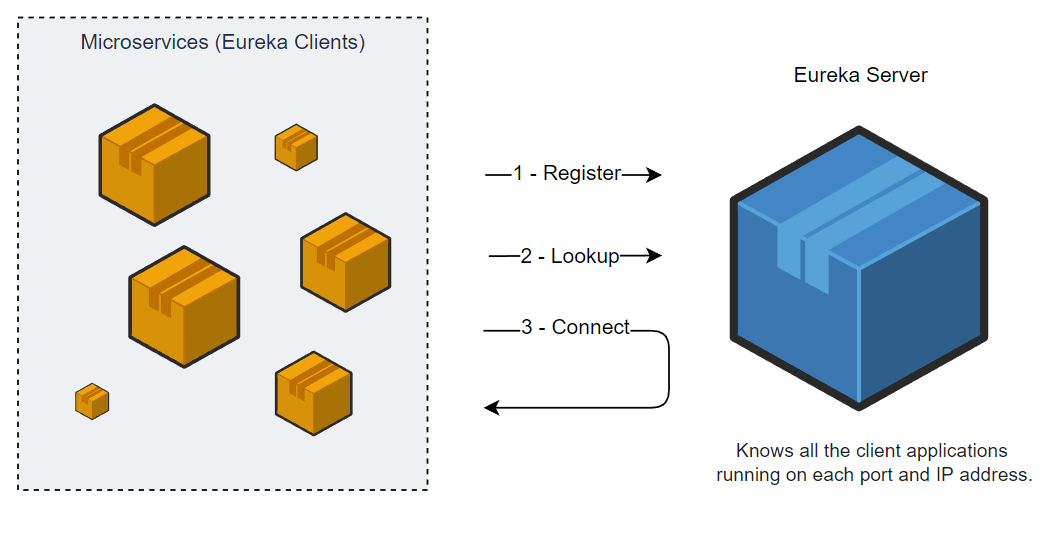 Microservices (Eureka Clients)
Eureka Server
1 - Register
2 - Lookup
3 - Connect
Knows all the client applications
running on each port and IP address.